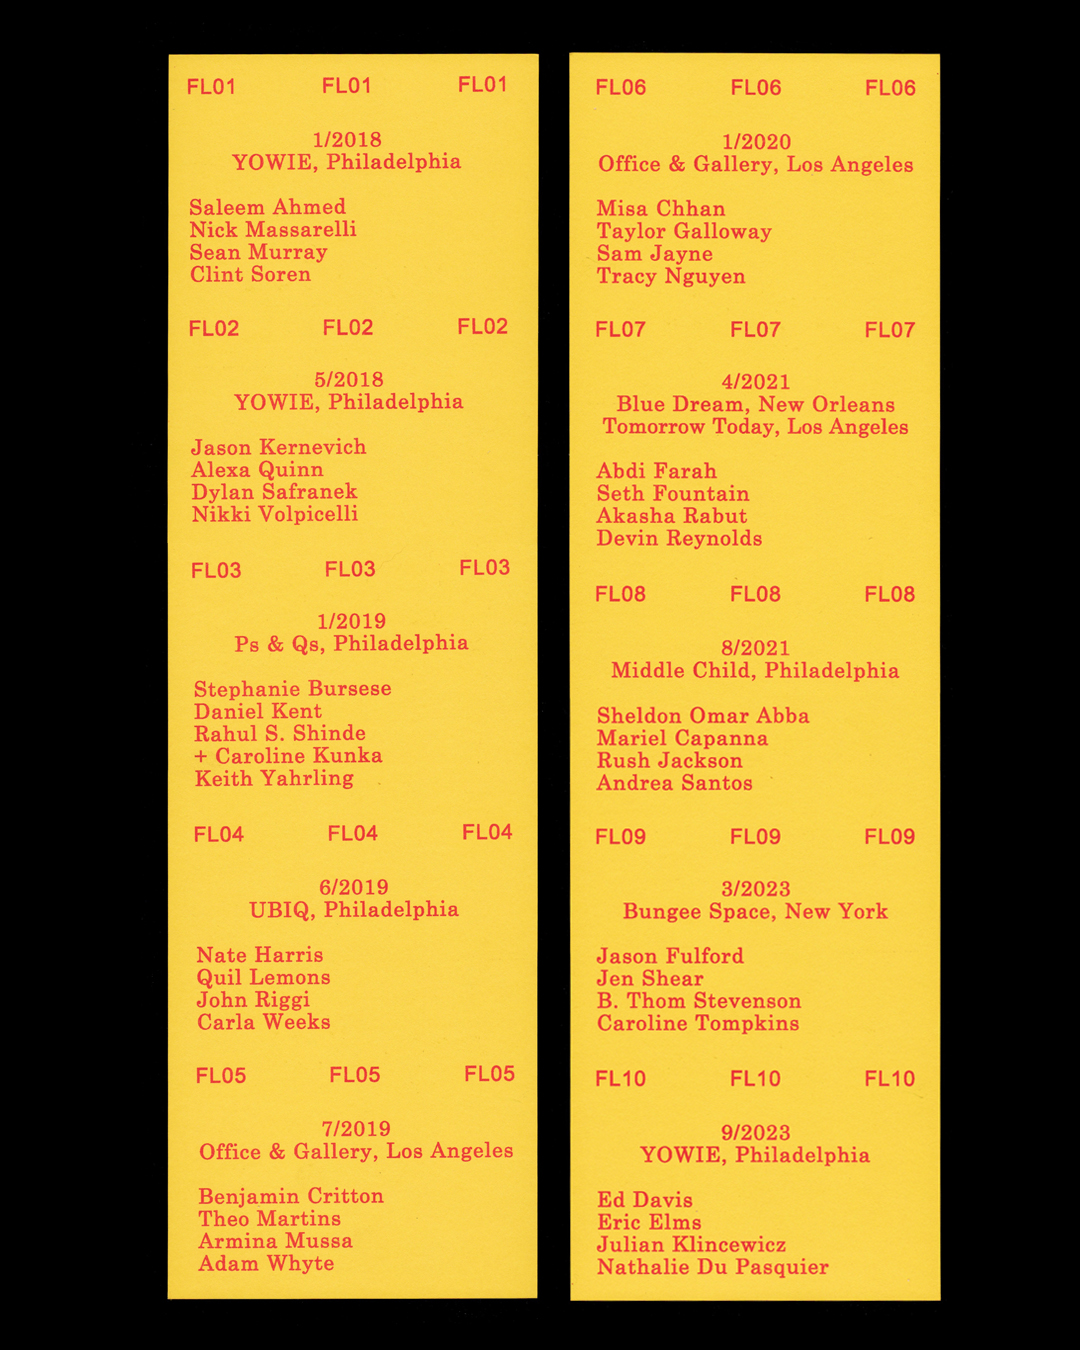 FL01 FL01 FL01
1/2018
YOWIE, Philadelphia
Saleem Ahmed
Nick Massarelli
Sean Murray
Clint Soren
FL02 FL02 FL02
5/2018
YOWIE, Philadelphia
Jason Kernevich
Alexa Quinn
Dylan Safranek
Nikki Volpicelli
FL03 FL03 FL03
1/2019
Ps & Qs, Philadelphia
Stephanie Bursese
Daniel Kent
Rahul S. Shinde
+ Caroline Kunka
Keith Yahrling
FL04 FL04 FL04
6/2019
UBIQ, Philadelphia
Nate Harris
Quil Lemons
John Riggi
Carla Weeks
FL05 FL05 FL05
7/2019
Office & Gallery, Los Angeles
Benjamin Critton
Theo Martins
Armina Mussa
Adam Whyte
FL06 FL06 FL06
1/2020
Office & Gallery, Los Angeles
Misa Chhan
Taylor Galloway
Sam Jayne
Tracy Nguyen
FL07 FL07 FL07
4/2021
Blue Dream, New Orleans
Tomorrow Today, Los Angeles
Abdi Farah
Seth Fountain
Akasha Rabut
Devin Reynolds
FL08 FL08 FL08
8/2021
Middle Child, Philadelphia
Sheldon Omar Abba
Mariel Capanna
Rush Jackson
Andrea Santos
FL09 FL09 FL09
3/2023
Bungee Space, New York
Jason Fulford
Jen Shear
B. Thom Stevenson
Caroline Tompkins
FL10 FL10 FL10
9/2023
YOWIE, Philadelphia
Ed Davis
Eric Elms
Julian Klincewicz
Nathalie Du Pasquier